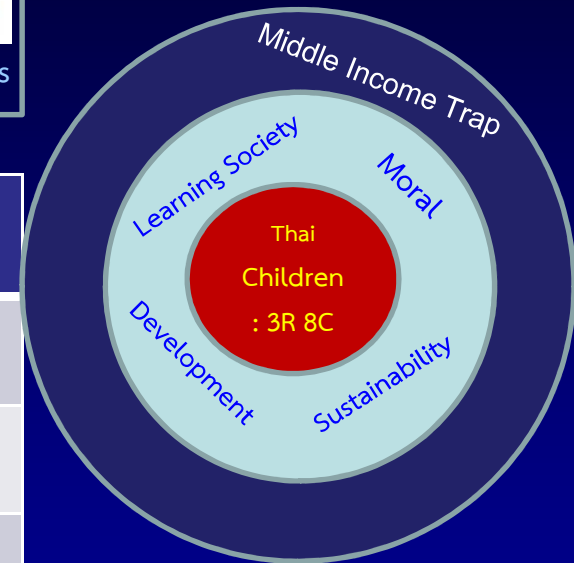 s
Middle Income Trap
Learning Society
Moral
Thai
Children
: 3R 8C
Development
Sustainability